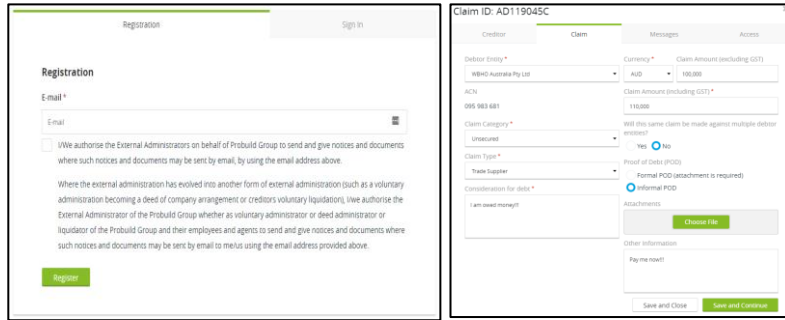 Registration
Sign In
Registration
E-mail *
E-mail
I/We authorise the External Administrators on behalf of Probuild Group to send and give notices and documents
where such notices and documents may be sent by email, by using the email address above.
Where the external administration has evolved into another form of external administration (such as a voluntary
administration becoming a deed of company arrangement or creditors voluntary liquidation), I/we authorise the
External Administrator of the Probuild Group whether as voluntary administrator or deed administrator or
liquidator of the Probuild Group and their employees and agents to send and give notices and documents where
such notices and documents may be sent by email to me/us using the email address provided above.
Register
Claim ID: AD119045C
Creditor
Claim
Messages
Access
Debtor Entity *
WBHO Australia Pty Ltd
ACN
095 983 681
Claim Category *
Unsecured
Claim Type *
Trade Supplier
Consideration for debt *
I am owed money!!!
Currency *
Claim Amount (excluding GST)
AUD
100,000
Claim Amount (including GST) *
110,000
Will this same claim be made against multiple debtor
entities?
Yes
No
Proof of Debt (POD)
Formal POD (attachment is required)
Informal POD
Attachments
Choose File
Other Information
Pay me now!!!
Save and Close
Save and Continue